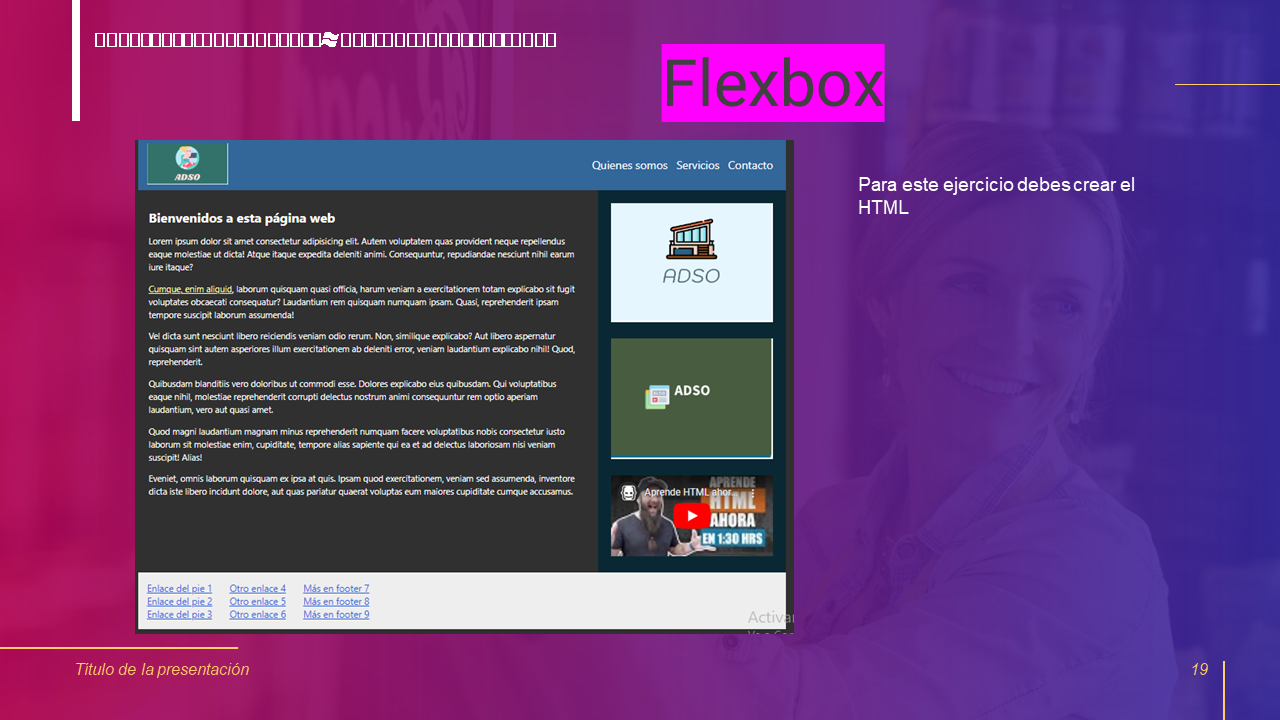 Flexbox
ADSO
Quienes somos Servicios Contacto
Bienvenidos a esta página web
Lorem ipsum dolor sit amet consectetur adipisicing elit. Autem voluptatem quas provident neque repellendus
eaque molestiae ut dicta! Atque itaque expedita deleniti animi. Consequuntur, repudiandae nesciunt nihil earum
iure itaque?
Cumque, enim aliquid, laborum quisquam quasi officia, harum veniam a exercitationem totam explicabo sit fugit
voluptates obcaecati consequatur? Laudantium rem quisquam numquam ipsam. Quasi, reprehenderit ipsam
tempore suscipit laborum assumenda!
Vel dicta sunt nesciunt libero reiciendis veniam odio rerum. Non, similique explicabo? Aut libero aspernatur
quisquam sint autem asperiores illum exercitationem ab deleniti error, veniam laudantium explicabo nihil! Quod,
reprehenderit.
Quibusdam blanditiis vero doloribus ut commodi esse. Dolores explicabo eius quibusdam. Qui voluptatibus
eaque nihil, molestiae reprehenderit corrupti delectus nostrum animi consequuntur rem optio aperiam
laudantium, vero aut quasi amet.
Quod magni laudantium magnam minus reprehenderit numquam facere voluptatibus nobis consectetur iusto
laborum sit molestiae enim, cupiditate, tempore alias sapiente qui ea et ad delectus laboriosam nisi veniam
suscipit! Alias!
Eveniet, omnis laborum quisquam ex ipsa at quis. Ipsam quod exercitationem, veniam sed assumenda, inventore
dicta iste libero incidunt dolore, aut quas pariatur quaerat voluptas eum maiores cupiditate cumque accusamus.
ADSO
ADSO
Aprende HTML ahor...
APRENDE
HTML
AHORA
EN 1:30 HRS
Enlace del pie 1 Otro enlace 4 Más en footer 7
Enlace del pie 2 Otro enlace 5 Más en footer 8
Enlace del pie 3 Otro enlace 6 Más en footer 9
Activa
Para este ejercicio debes crear el
HTML
Título de la presentación
19